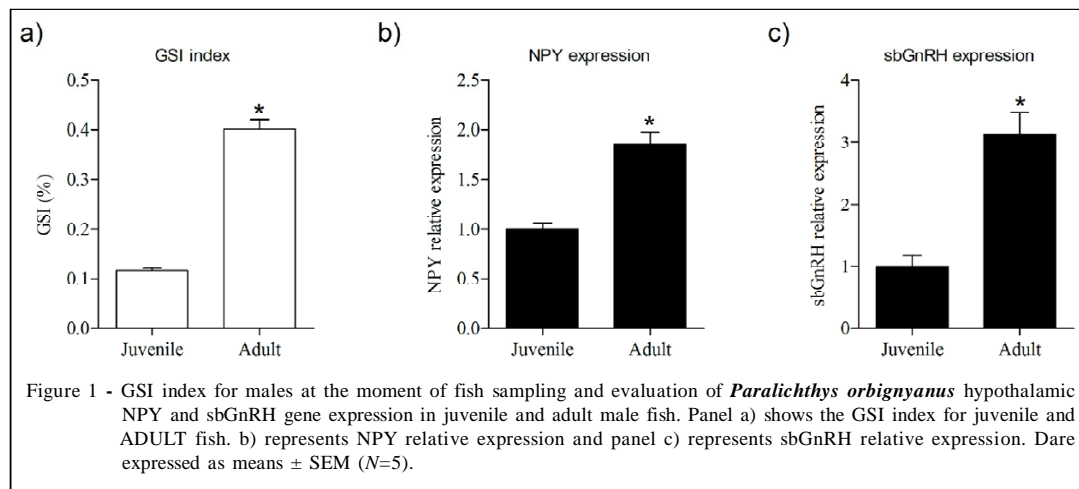 a)
GSI index
0.5
0.4
0.3
0.2
0.1
0.0
GSI (%)
*
Juvenile
Adult
b)
NPY expression
2.5
2.0
1.5
1.0
0.5
0.0
NPY relative expression
*
Juvenile
Adult
c)
sbGnRH expression
4
3
2
1
0
sbGnRH relative expression
*
Juvenile
Adult
Figure 1 - GSI index for males at the moment of fish sampling and evaluation of Paralichthys orbignyanus hypothalamic
NPY and sbGnRH gene expression in juvenile and adult male fish. Panel a) shows the GSI index for juvenile and
ADULT fish. b) represents NPY relative expression and panel c) represents sbGnRH relative expression. Dare
expressed as means ± SEM (N=5).